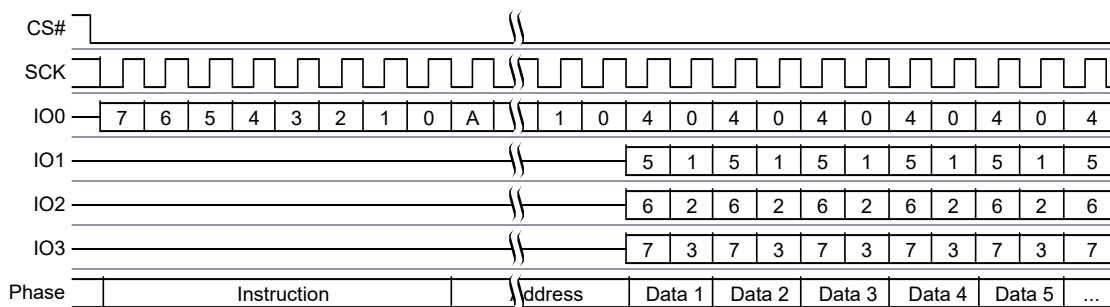 CS#
SCK
IO0 7 6 5 4 3 2 1 0 A 1 0 4 0 4 0 4 0 4 0 4 0 4
IO1 5 1 5 1 5 1 5 1 5 1 5
IO2 6 2 6 2 6 2 6 2 6 2 6
IO3 7 3 7 3 7 3 7 3 7 3 7
Phase Instruction Address Data 1 Data 2 Data 3 Data 4 Data 5 ...